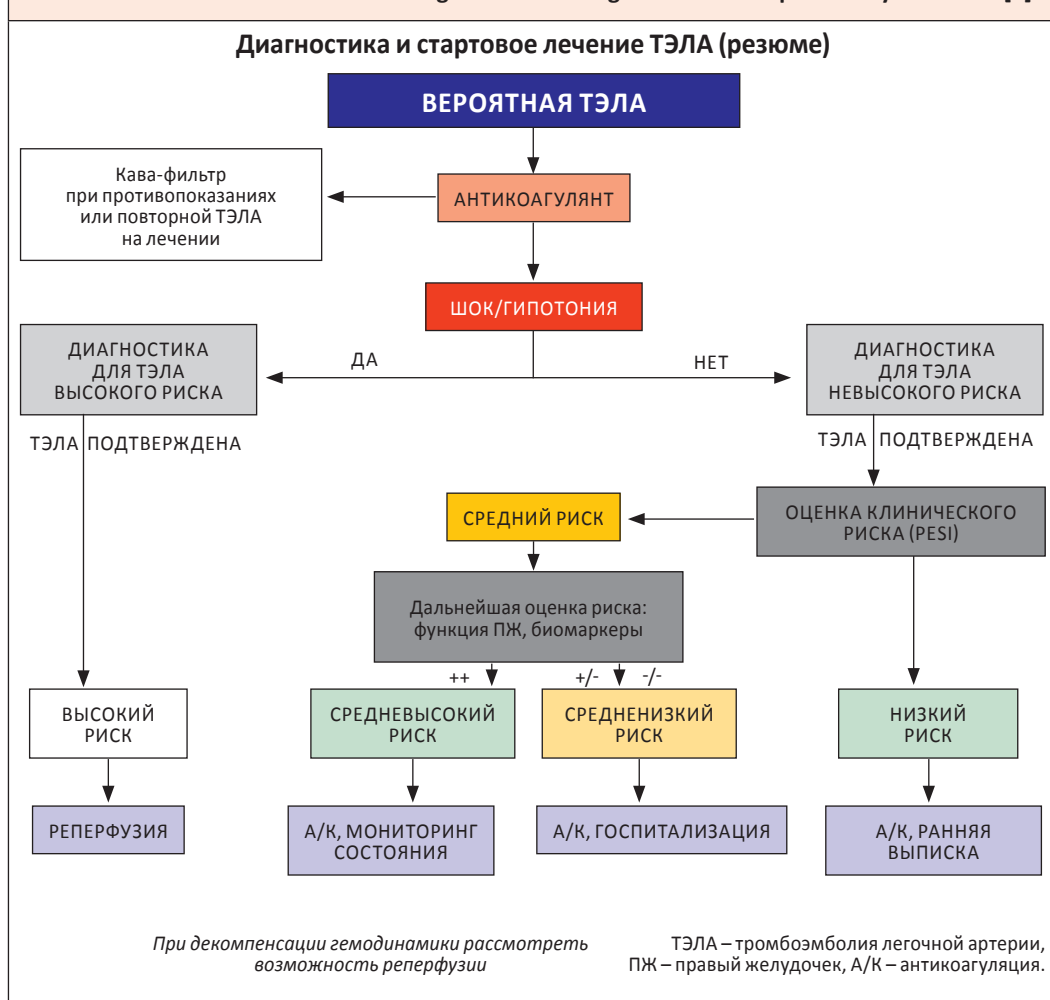 Диагностика и стартовое лечение ТЭЛА (резюме)
ВЕРОЯТНАЯ ТЭЛА
Кава-фильтр
при противопоказаниях
или повторной ТЭЛА
на лечении
АНТИКОАГУЛЯНТ
ШОК/ГИПОТОНИЯ
ДИАГНОСТИКА
ДЛЯ ТЭЛА
ВЫСОКОГО РИСКА
ДА
НЕТ
ДИАГНОСТИКА
ДЛЯ ТЭЛА
НЕВЫСОКОГО РИСКА
ТЭЛА ПОДТВЕРЖДЕНА
ТЭЛА ПОДТВЕРЖДЕНА
СРЕДНИЙ РИСК
ОЦЕНКА КЛИНИЧЕСКОГО
РИСКА (PESI)
Дальнейшая оценка риска:
функция ПЖ, биомаркеры
++
+/-
-/-
ВЫСОКИЙ
РИСК
СРЕДНЕВЫСОКИЙ
РИСК
СРЕДНЕНИЗКИЙ
РИСК
НИЗКИЙ
РИСК
РЕПЕРФУЗИЯ
А/К, МОНИТОРИНГ
СОСТОЯНИЯ
А/К, ГОСПИТАЛИЗАЦИЯ
А/К, РАННЯЯ
ВЫПИСКА
При декомпенсации гемодинамики рассмотреть
возможность реперфузии
ТЭЛА – тромбоэмболия легочной артерии,
ПЖ – правый желудочек, А/К – антикоагуляция.